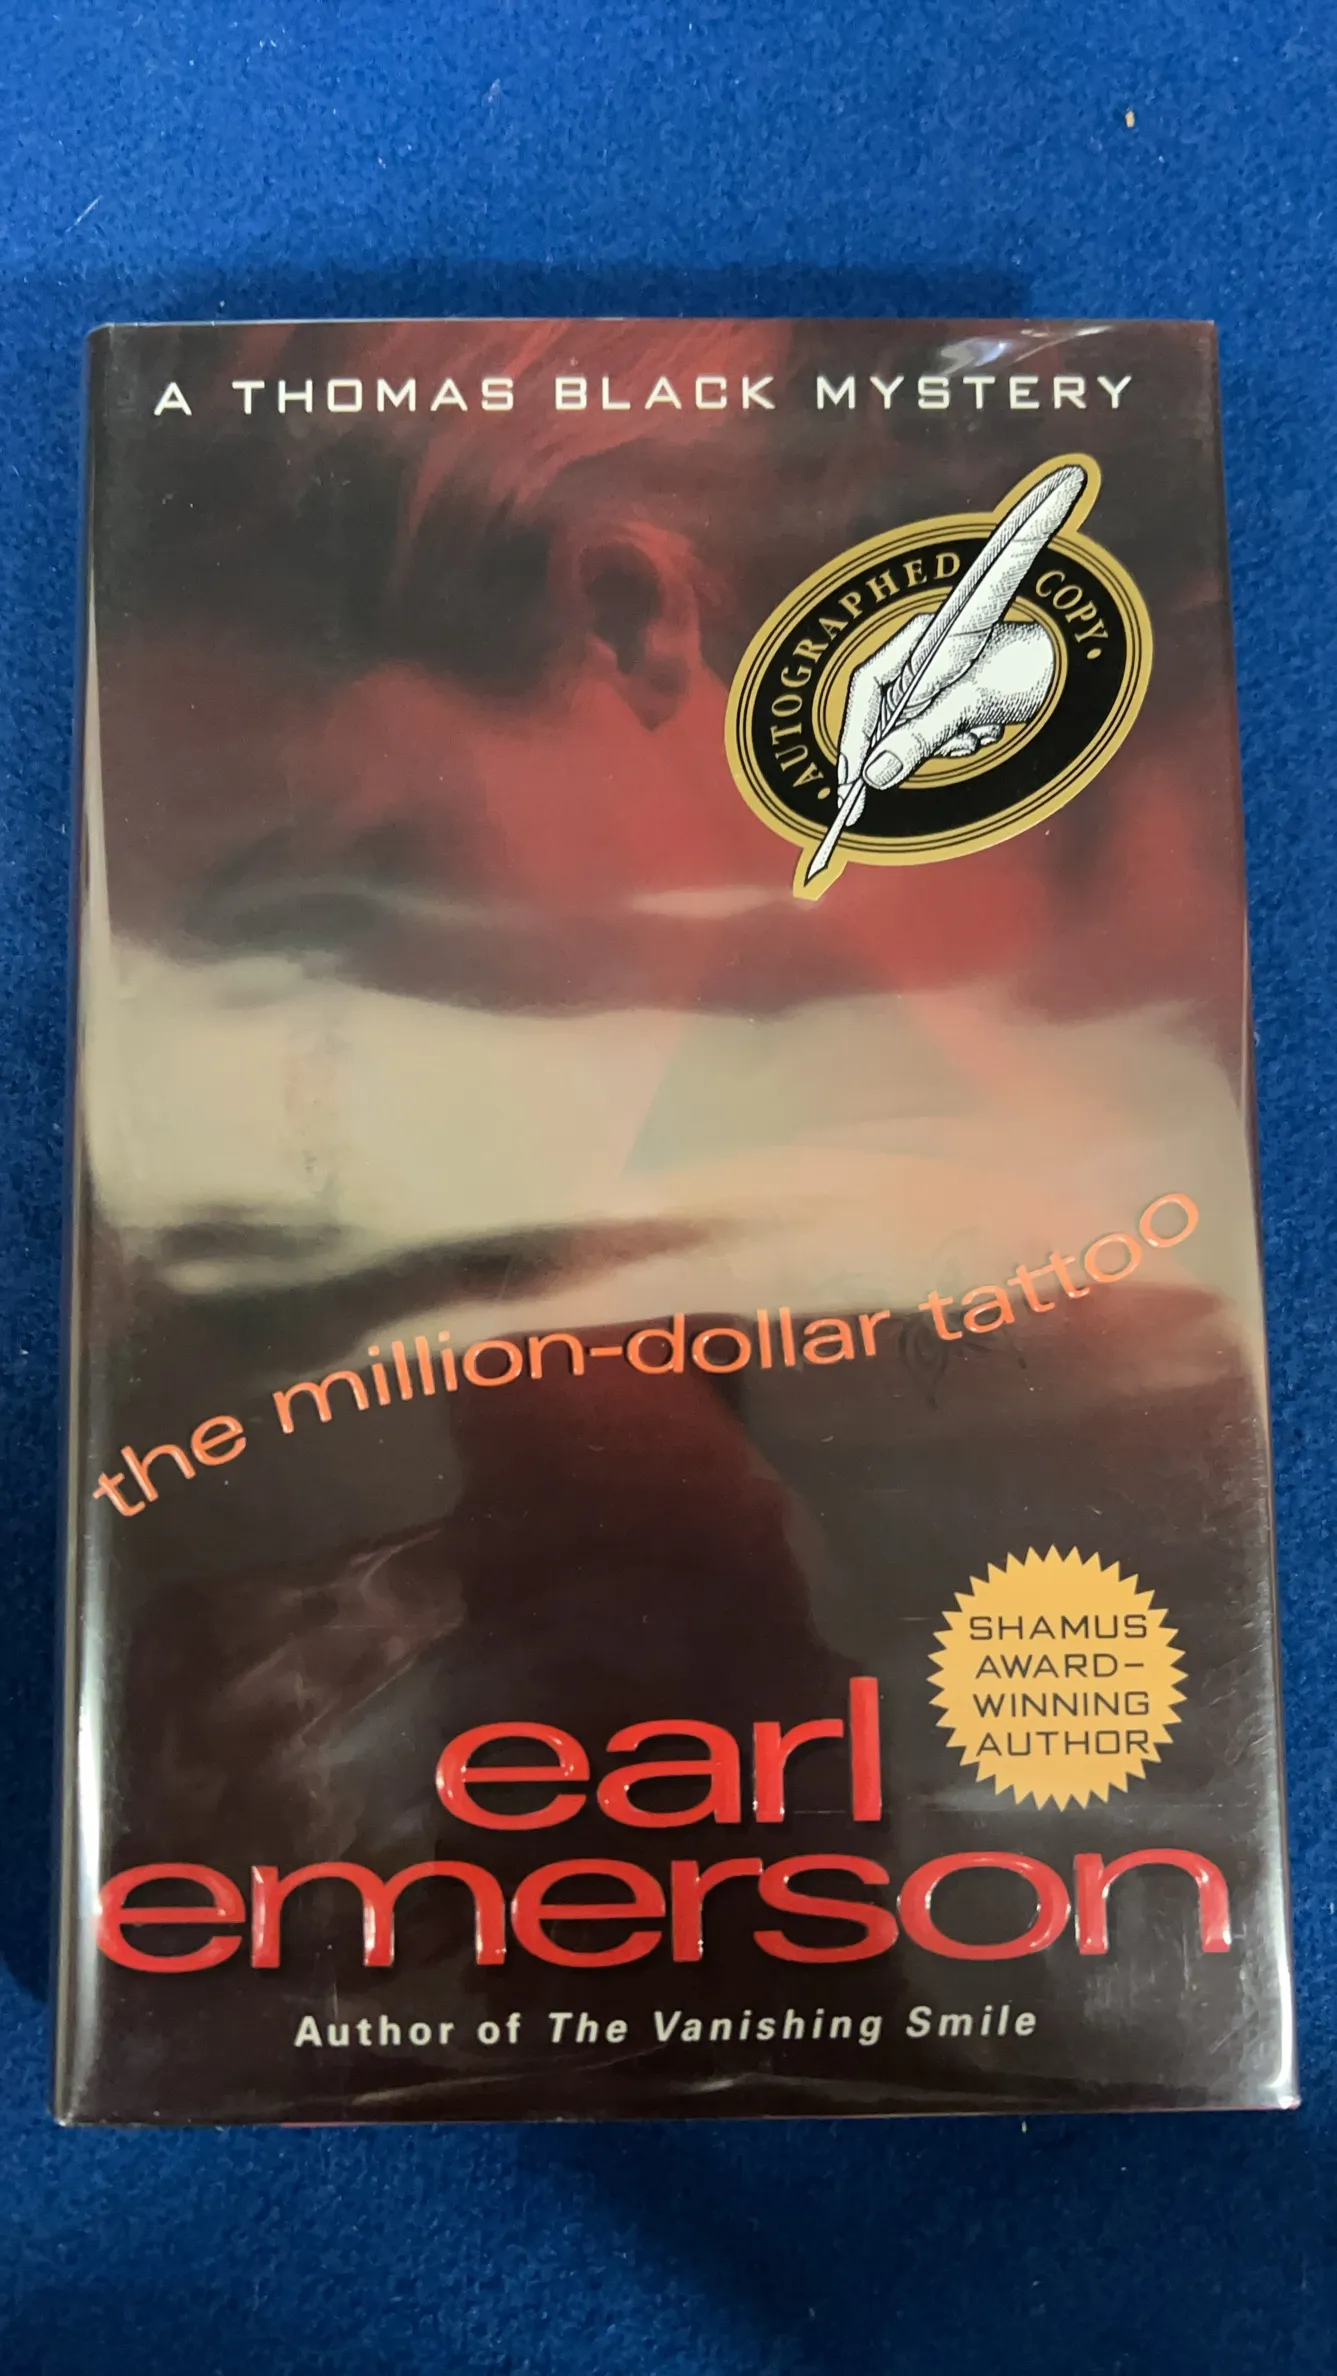 A THOMAS BLACK MYSTERY
• AUTOGRAPHED COPY •
the million-dollar tattoo
SHAMUS
AWARD–
WINNING
AUTHOR
earl
emerson
Author of The Vanishing Smile